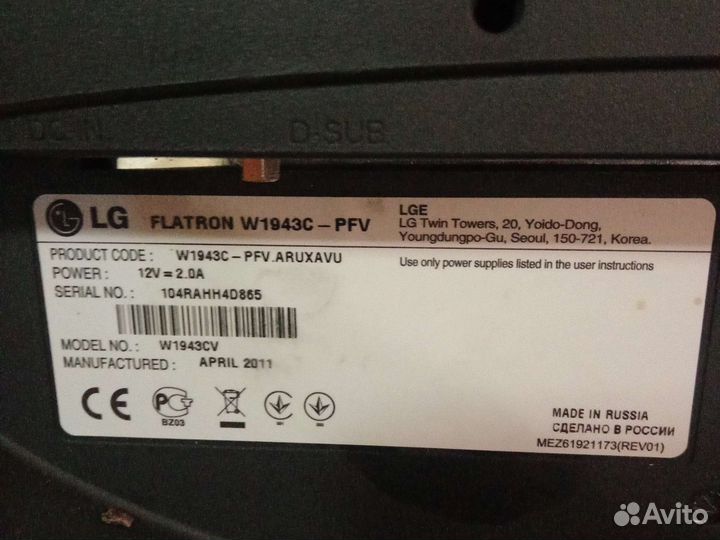 DC-IN
D-SUB
LG FLATRON W1943C-PFV
LGE
LG Twin Towers, 20, Yoido-Dong,
Youngdungpo-Gu, Seoul, 150-721, Korea.
PRODUCT CODE : W1943C-PFV.ARUXAVU
Use only power supplies listed in the user instructions
POWER : 12V=2.0A
SERIAL NO. : 104RAHH4D865
MODEL NO. : W1943CV
MANUFACTURED : APRIL 2011
CE
BZ03
MADE IN RUSSIA
СДЕЛАНО В РОССИИ
MEZ61921173(REV01)
Avito